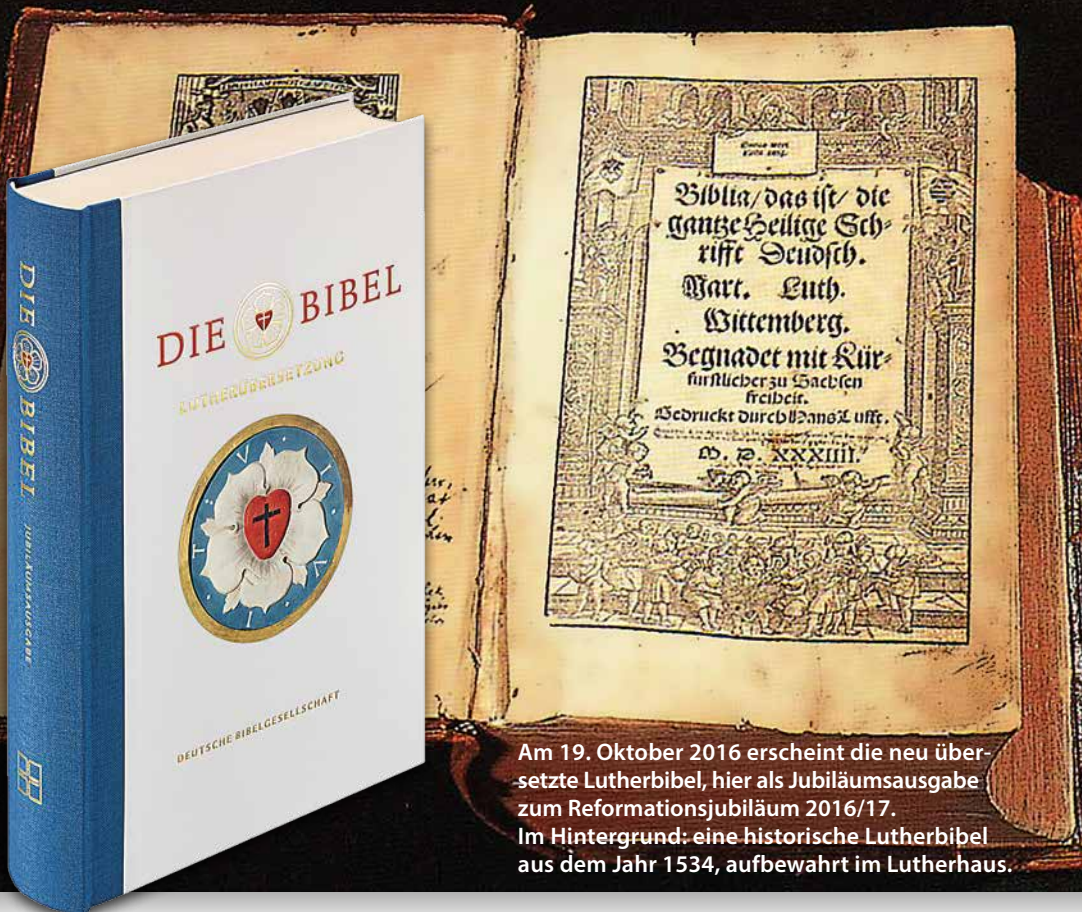 DIE BIBEL
JUBILÄUMSAUSGABE
DIE BIBEL
LUTHERÜBERSETZUNG
VIVIT
DEUTSCHE BIBELGESELLSCHAFT
Biblia/ das ist/ die
gantze Heilige Sch-
rifft Deudsch.
Mart. Luth.
Wittemberg.
Begnadet mit Kür-
furstlicher zu Sachsen
freiheit.
Gedruckt durch Hans Lufft.
M. D. XXXIIII.
Am 19. Oktober 2016 erscheint die neu über-
setzte Lutherbibel, hier als Jubiläumsausgabe
zum Reformationsjubiläum 2016/17.
Im Hintergrund: eine historische Lutherbibel
aus dem Jahr 1534, aufbewahrt im Lutherhaus.